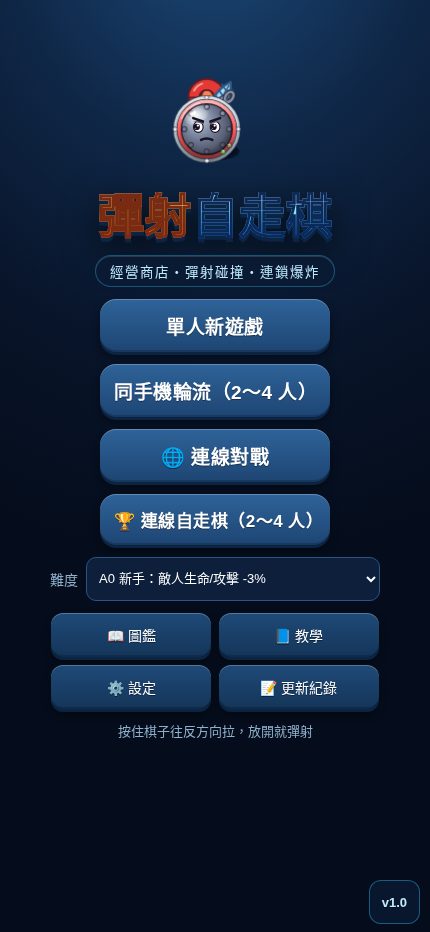 彈射自走棋
經營商店・彈射碰撞・連鎖爆炸
單人新遊戲
同手機輪流（2～4 人）
🌐 連線對戰
🏆 連線自走棋（2～4 人）
難度 A0 新手：敵人生命/攻擊 -3%
📖 圖鑑 📘 教學
⚙️ 設定 📝 更新紀錄
按住棋子往反方向拉，放開就彈射
v1.0